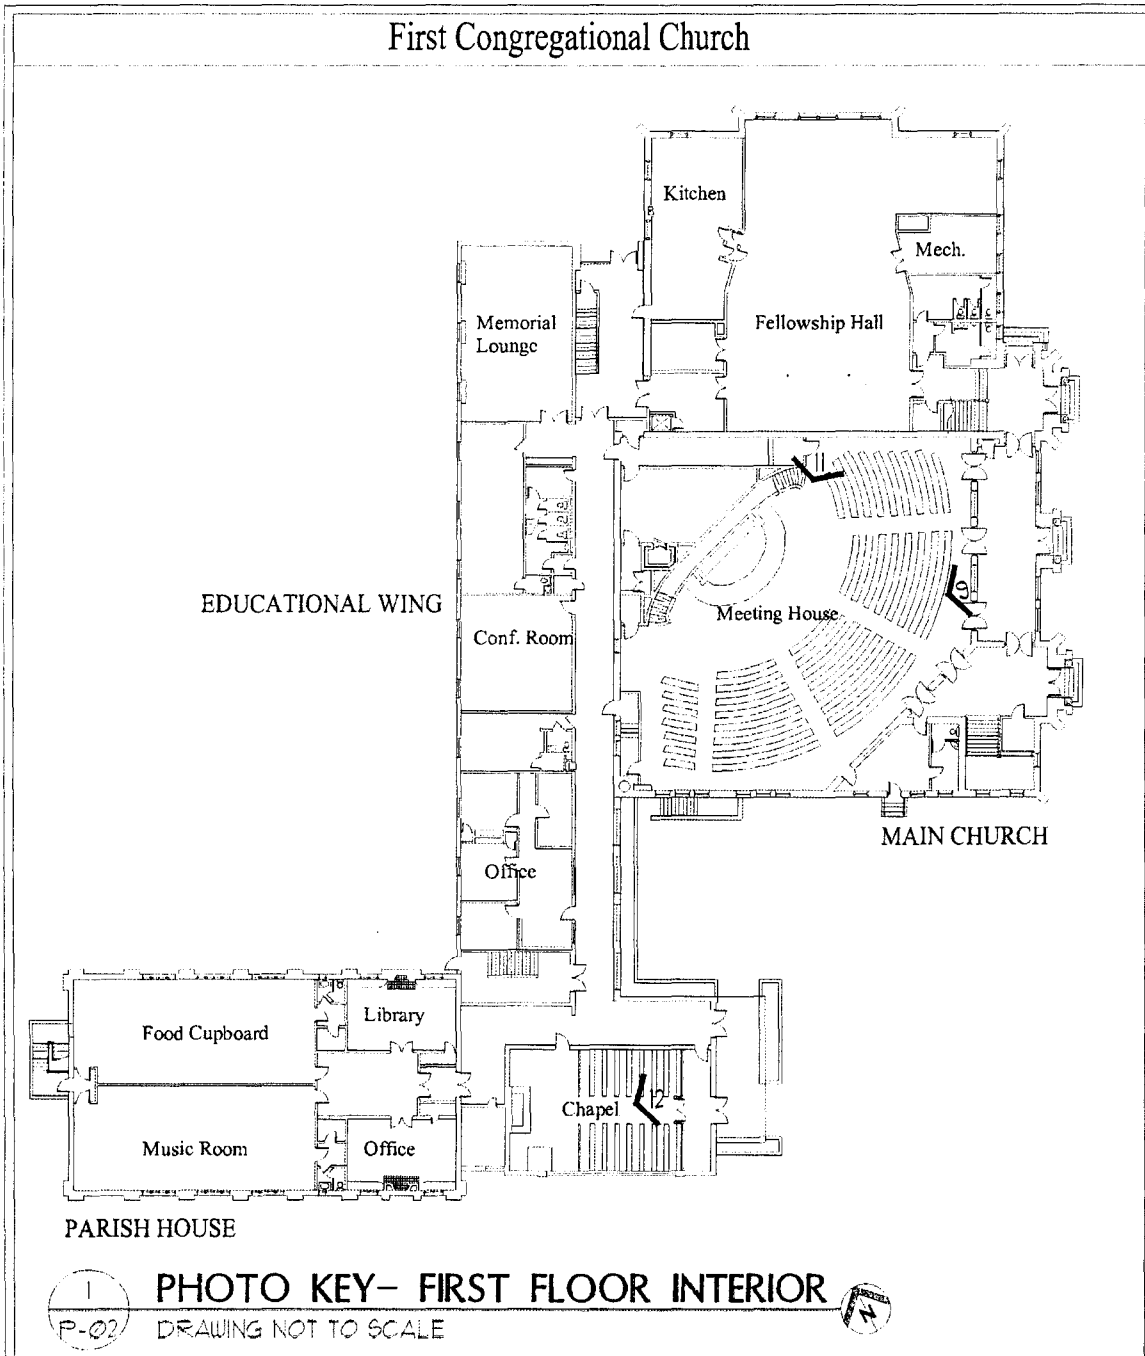 First Congregational Church
Kitchen
Mech.
Memorial
Lounge
Fellowship Hall
11
EDUCATIONAL WING
Meeting House
Conf. Room
MAIN CHURCH
Office
Library
Food Cupboard
Chapel
12
Music Room
Office
PARISH HOUSE
1
PHOTO KEY– FIRST FLOOR INTERIOR
P-02
DRAWING NOT TO SCALE
N